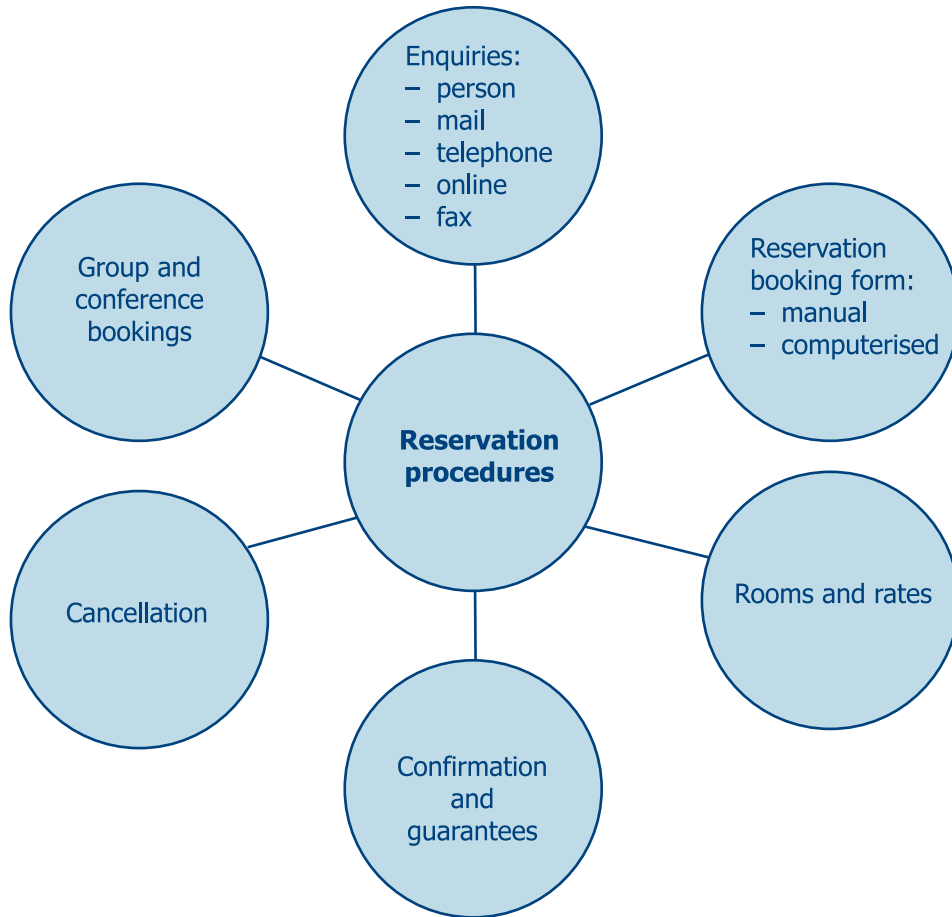 Enquiries:
– person
– mail
– telephone
– online
– fax
Group and
conference
bookings
Reservation
booking form:
– manual
– computerised
Reservation
procedures
Cancellation
Rooms and rates
Confirmation
and
guarantees